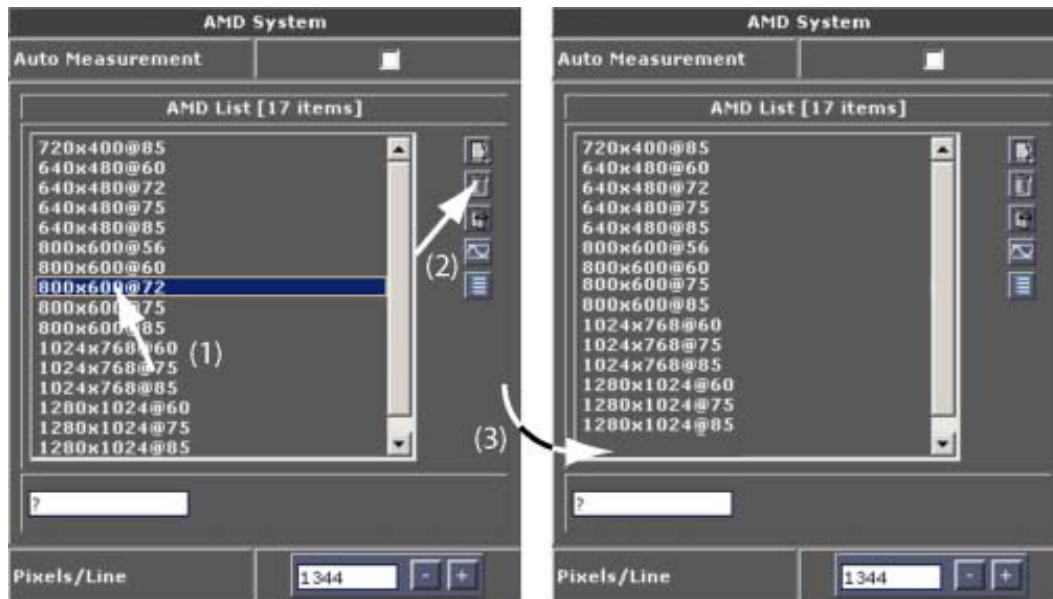 AMD System
Auto Measurement
AMD List [17 items]
720x400@85
640x480@60
640x480@72
640x480@75
640x480@85
800x600@56
800x600@60
800x600@72
800x600@75
800x600@85
1024x768@60
1024x768@75
1024x768@85
1280x1024@60
1280x1024@75
1280x1024@85
(1)
(2)
?
Pixels/Line
1344
- +
(3)
AMD System
Auto Measurement
AMD List [17 items]
720x400@85
640x480@60
640x480@72
640x480@75
640x480@85
800x600@56
800x600@60
800x600@75
800x600@85
1024x768@60
1024x768@75
1024x768@85
1280x1024@60
1280x1024@75
1280x1024@85
?
Pixels/Line
1344
- +